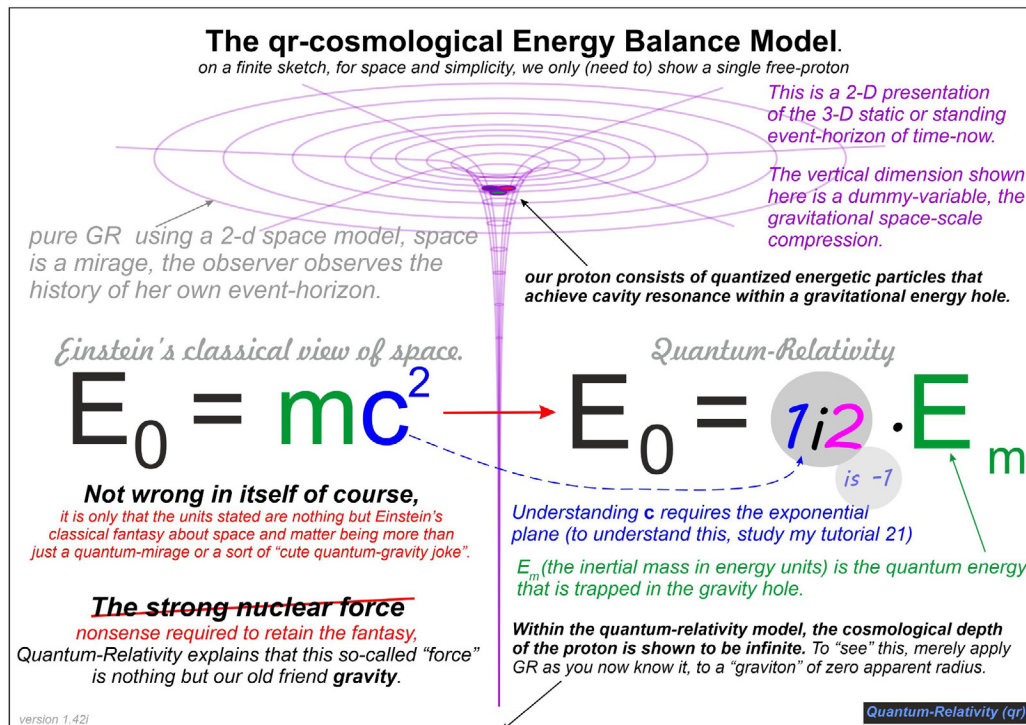 The qr-cosmological Energy Balance Model.
on a finite sketch, for space and simplicity, we only (need to) show a single free-proton
This is a 2-D presentation
of the 3-D static or standing
event-horizon of time-now.
The vertical dimension shown
here is a dummy-variable, the
gravitational space-scale
compression.
pure GR using a 2-d space model, space
is a mirage, the observer observes the
history of her own event-horizon.
our proton consists of quantized energetic particles that
achieve cavity resonance within a gravitational energy hole.
Einstein's classical view of space.
E₀ = mc²
Not wrong in itself of course,
it is only that the units stated are nothing but Einstein's
classical fantasy about space and matter being more than
just a quantum-mirage or a sort of "cute quantum-gravity joke".
The strong nuclear force
nonsense required to retain the fantasy,
Quantum-Relativity explains that this so-called "force"
is nothing but our old friend gravity.
Quantum-Relativity
E₀ = 1i2 · Eₘ
is -1
Understanding c requires the exponential
plane (to understand this, study my tutorial 21)
Eₘ (the inertial mass in energy units) is the quantum energy
that is trapped in the gravity hole.
Within the quantum-relativity model, the cosmological depth
of the proton is shown to be infinite. To "see" this, merely apply
GR as you now know it, to a "graviton" of zero apparent radius.
version 1.42i
Quantum-Relativity (qr)